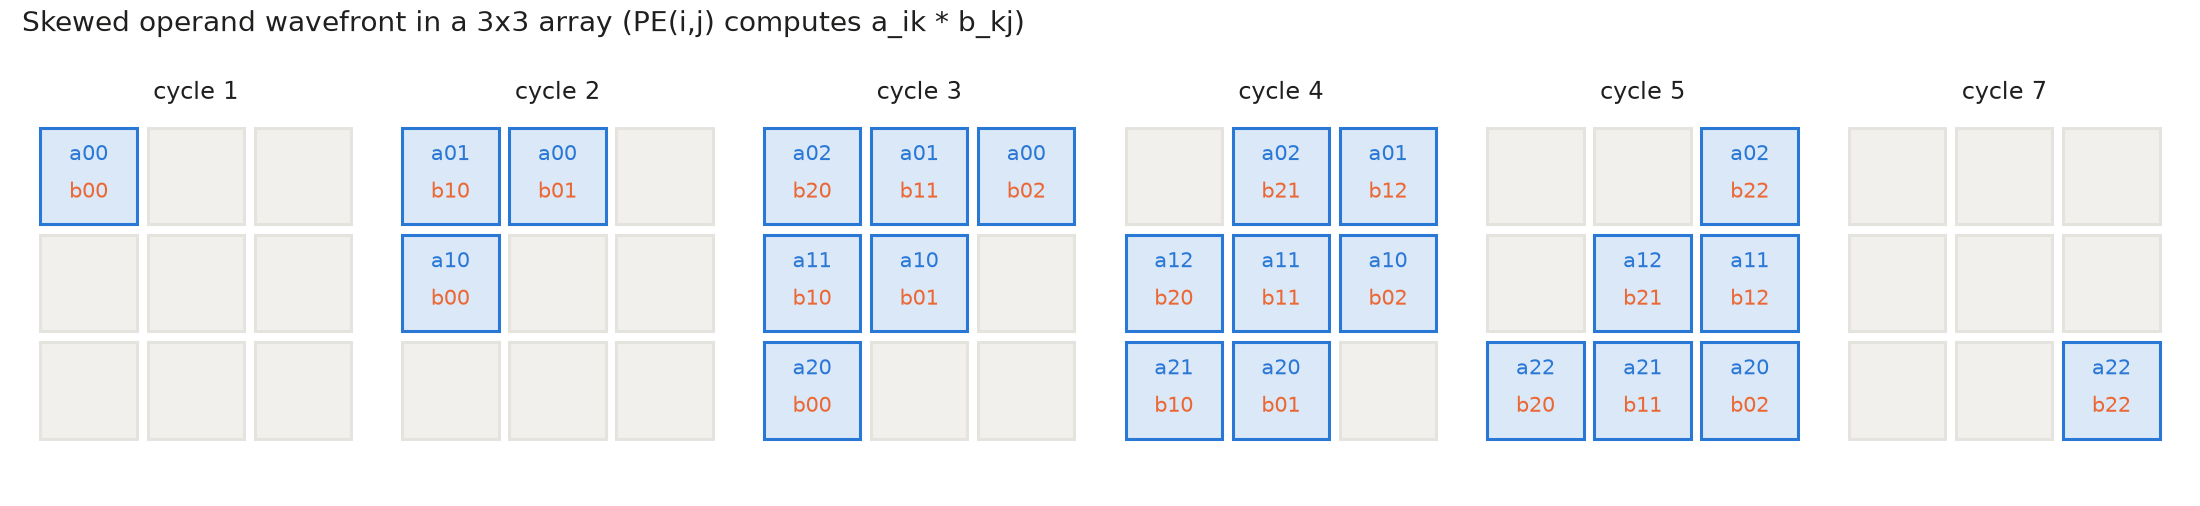 Skewed operand wavefront in a 3x3 array (PE(i,j) computes a_ik * b_kj)
cycle 1
a00
b00
cycle 2
a01 a00
b10 b01
a10
b00
cycle 3
a02 a01 a00
b20 b11 b02
a11 a10
b10 b01
a20
b00
cycle 4
a02 a01
b21 b12
a12 a11 a10
b20 b11 b02
a21 a20
b10 b01
cycle 5
a02
b22
a12 a11
b21 b12
a22 a21 a20
b20 b11 b02
cycle 7
a22
b22